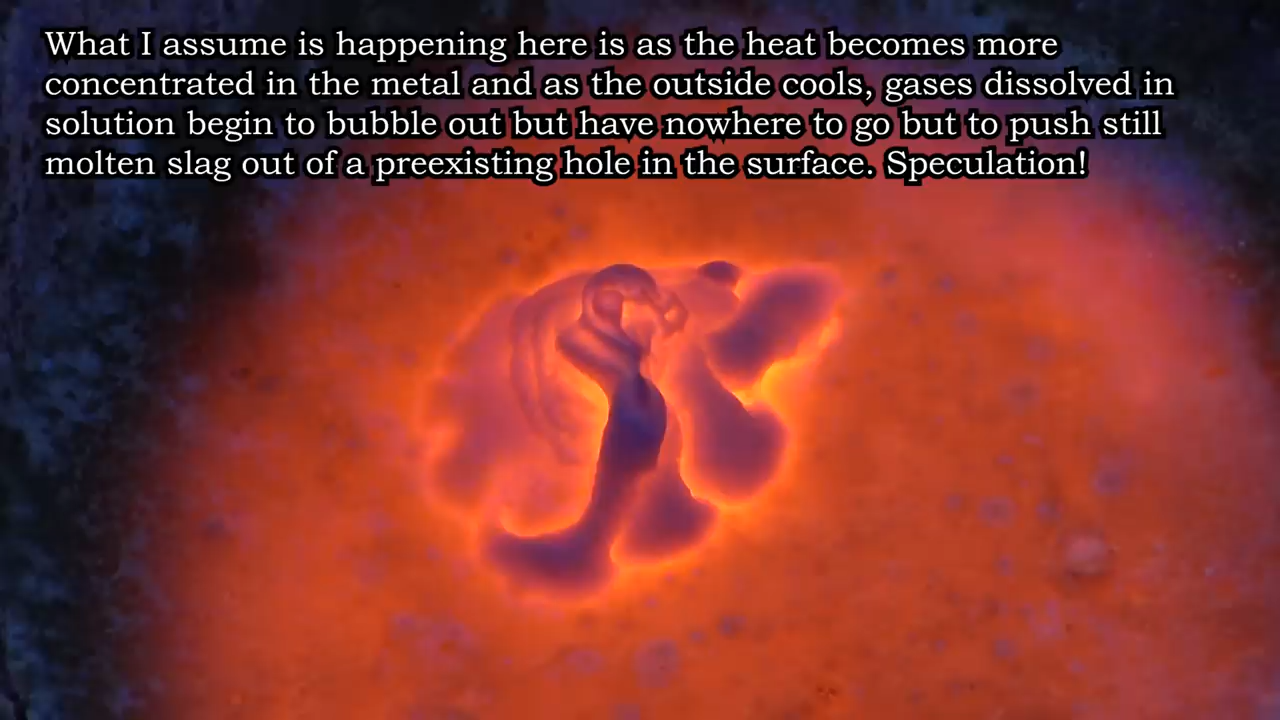 What I assume is happening here is as the heat becomes more
concentrated in the metal and as the outside cools, gases dissolved in
solution begin to bubble out but have nowhere to go but to push still
molten slag out of a preexisting hole in the surface. Speculation!